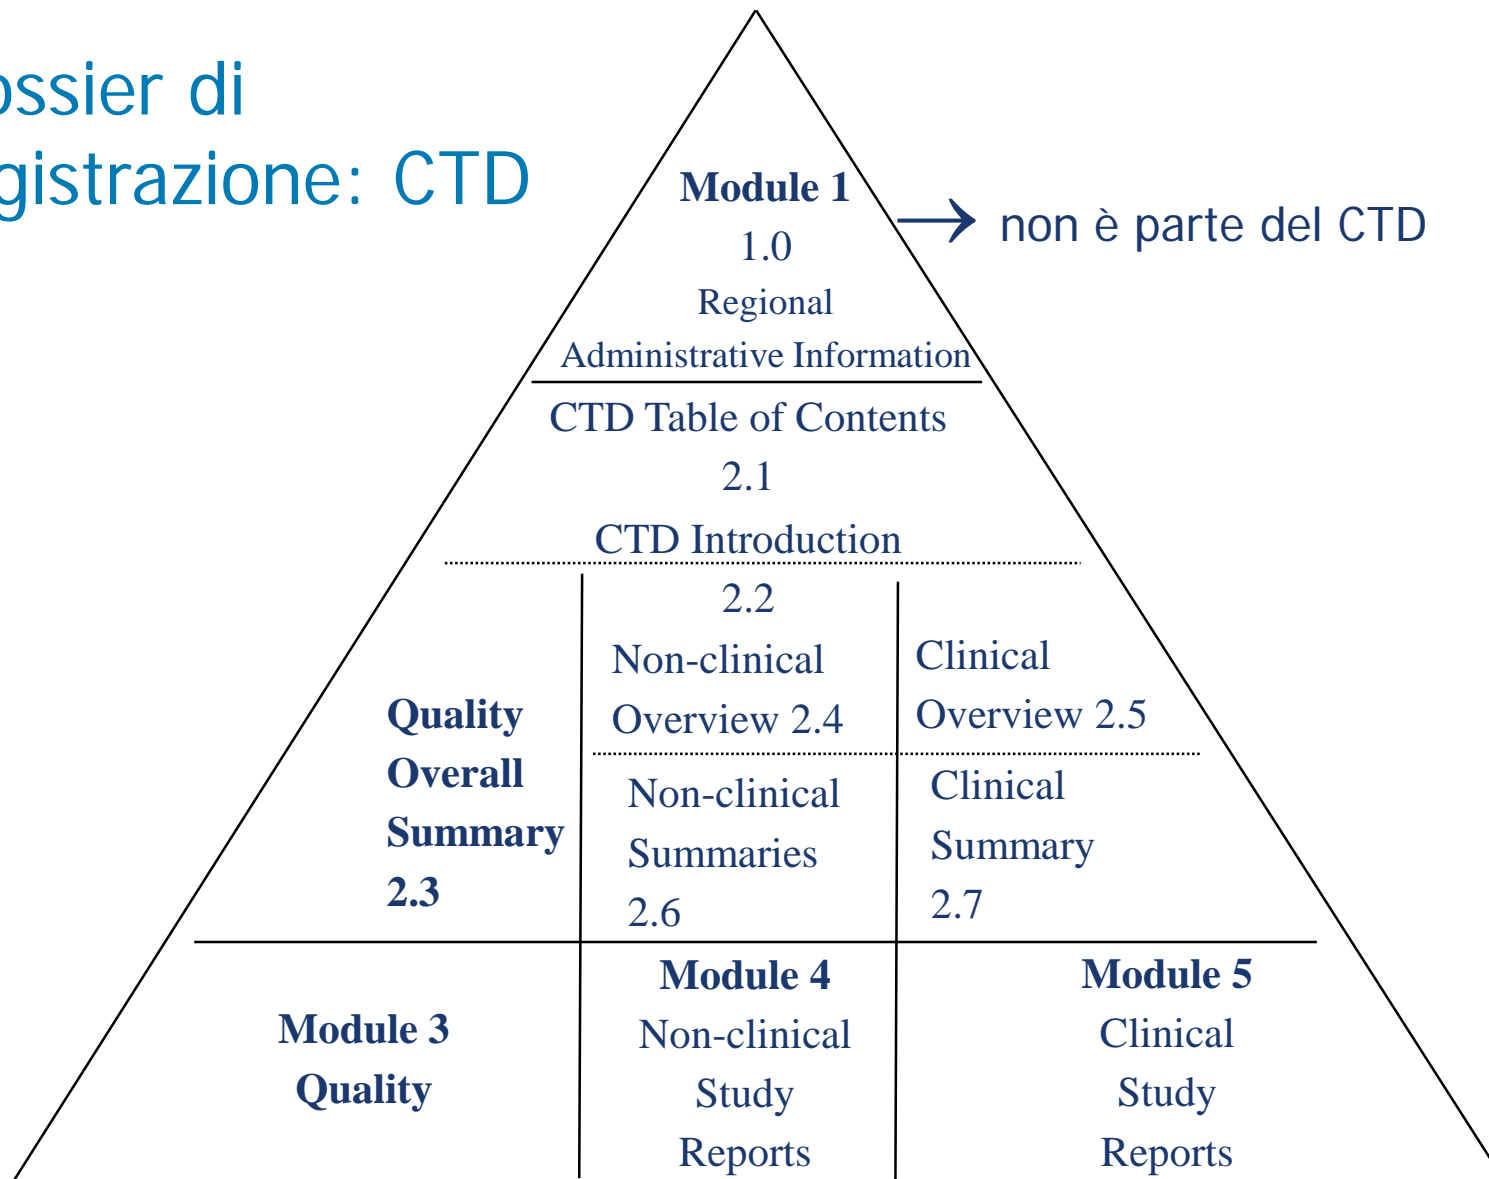 ossier di
gistrazione: CTD
Module 1
1.0
Regional
Administrative Information
→ non è parte del CTD
CTD Table of Contents
2.1
CTD Introduction
2.2
Quality
Overall
Summary
2.3
Non-clinical
Overview 2.4
Clinical
Overview 2.5
Non-clinical
Summaries
2.6
Clinical
Summary
2.7
Module 3
Quality
Module 4
Non-clinical
Study
Reports
Module 5
Clinical
Study
Reports